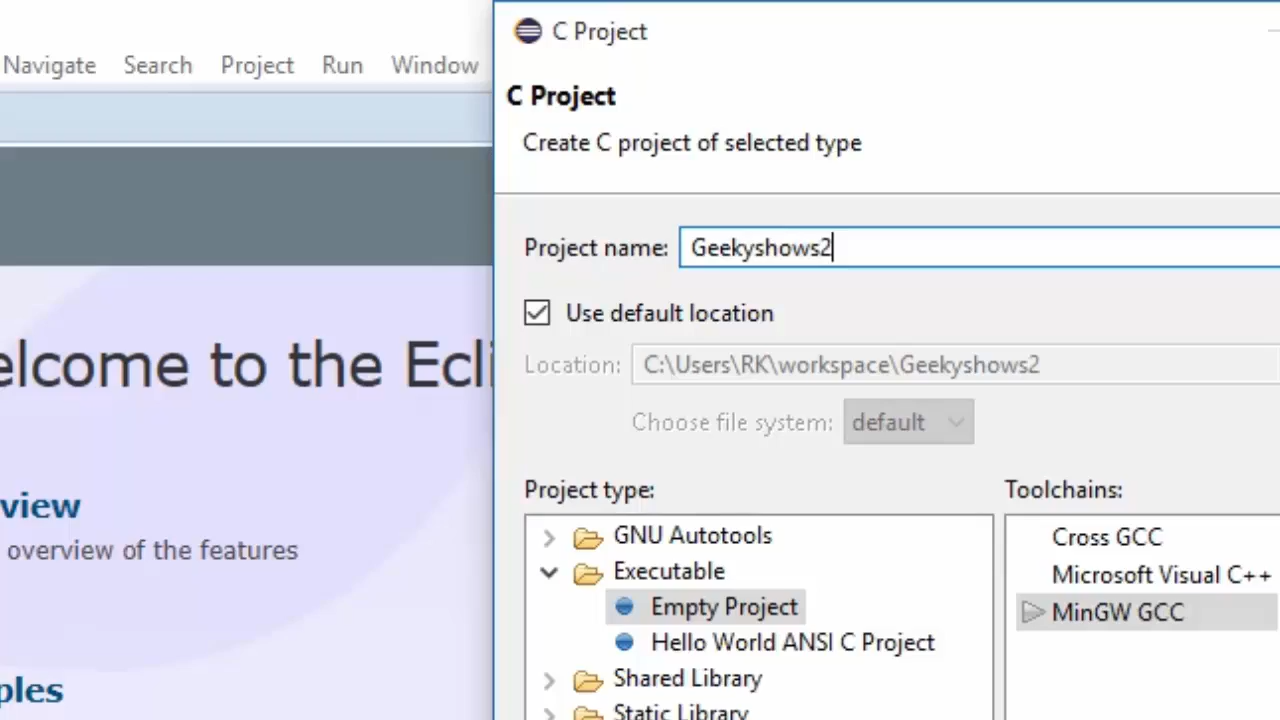 C Project
Navigate Search Project Run Window
C Project
Create C project of selected type
Project name: Geekyshows2
Use default location
Location: C:\Users\RK\workspace\Geekyshows2
elcome to the Ecli
Choose file system: default
Project type: Toolchains:
view
GNU Autotools Cross GCC
overview of the features
Executable Microsoft Visual C++
Empty Project MinGW GCC
Hello World ANSI C Project
Shared Library
ples
Static Library